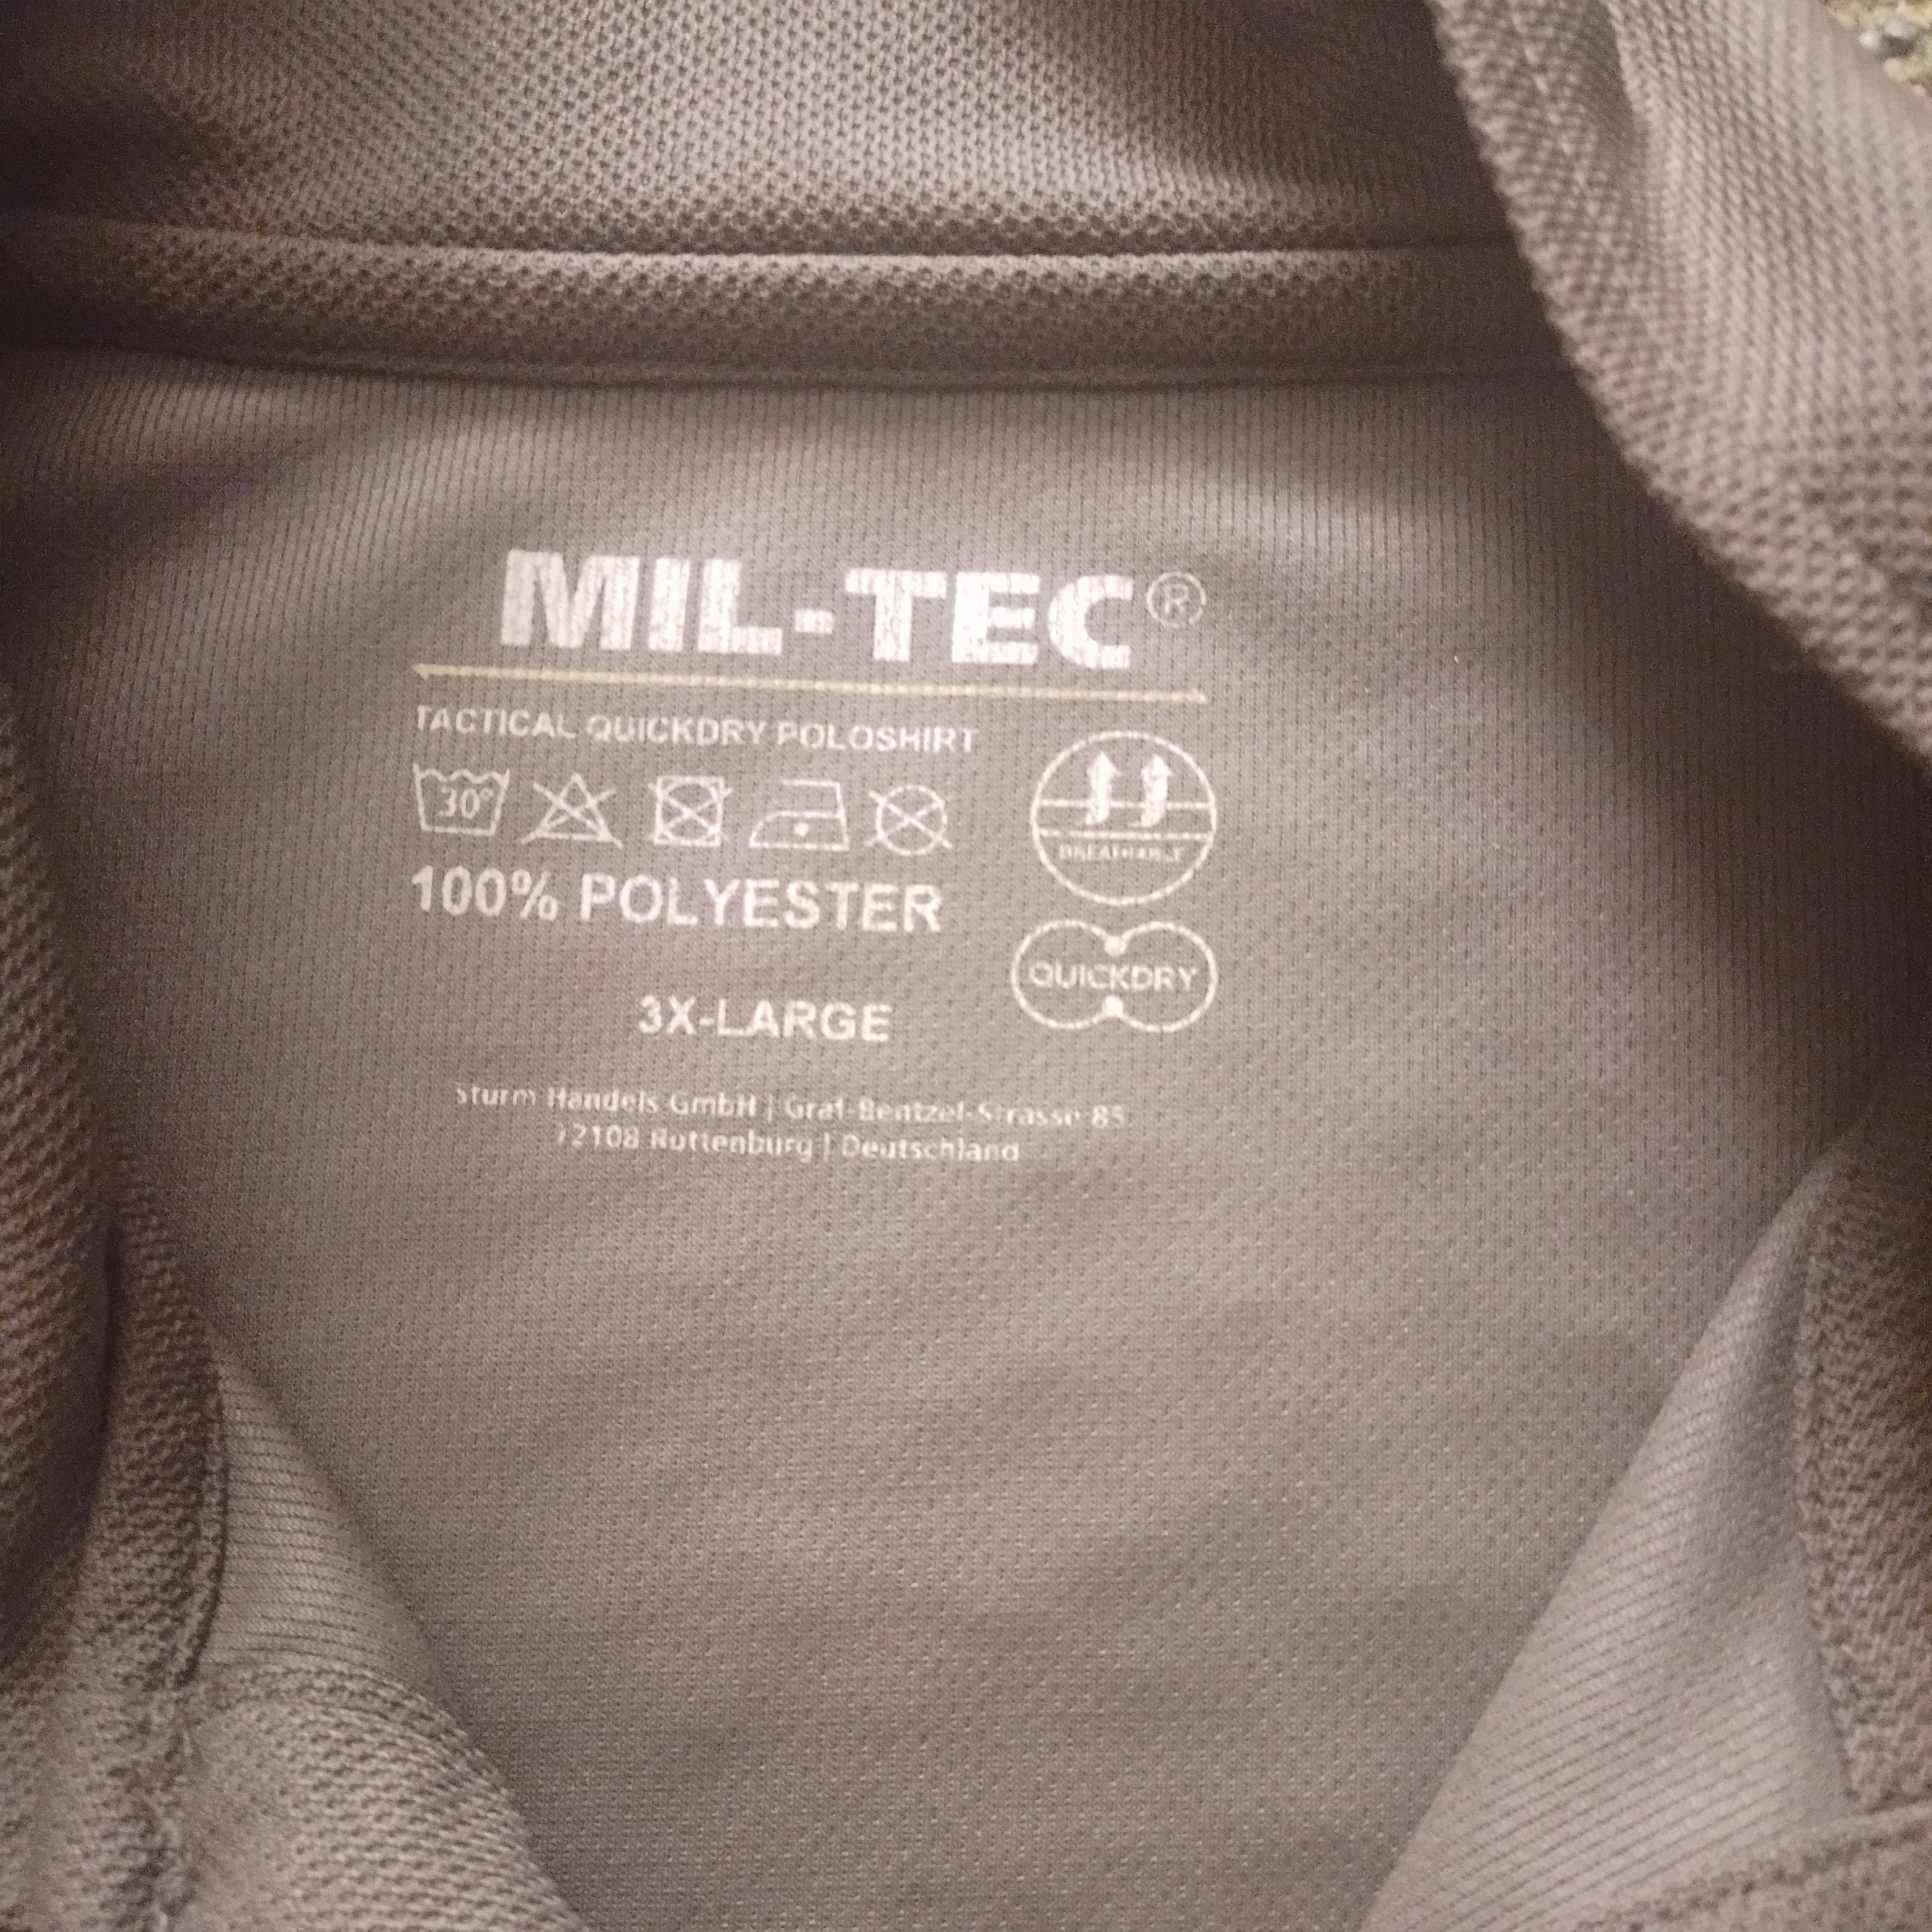 MIL-TEC®
TACTICAL QUICKDRY POLOSHIRT
30°
BREATHABLE
100% POLYESTER
QUICKDRY
3X-LARGE
Sturm Handels GmbH | Graf-Bentzel-Strasse 85
72108 Rottenburg | Deutschland